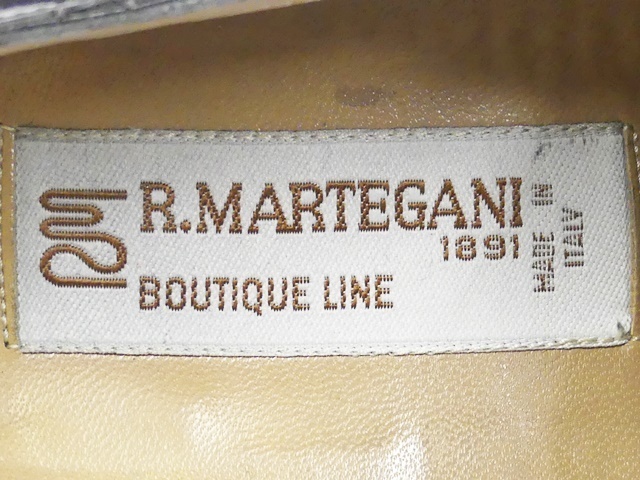 R.MARTEGANI
1891
BOUTIQUE LINE
MADE IN
ITALY